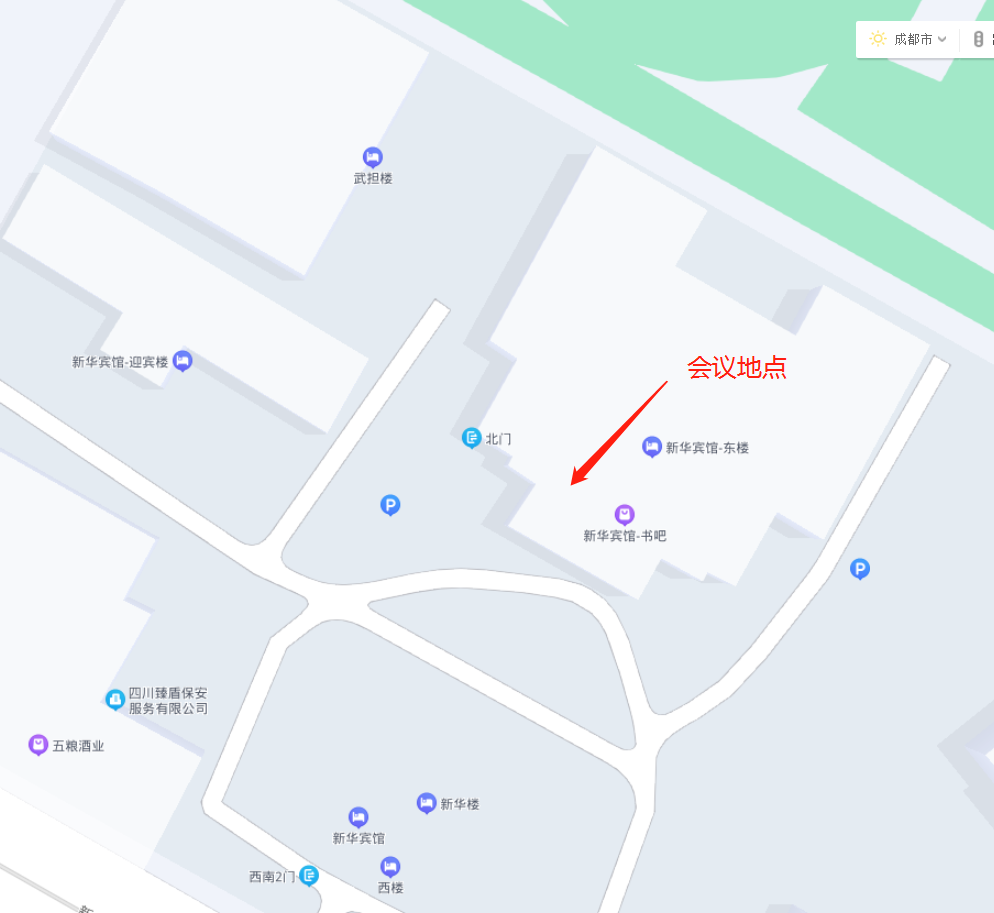 成都市
武担楼
新华宾馆-迎宾楼
会议地点
北门
新华宾馆-东楼
新华宾馆-书吧
四川臻盾保安
服务有限公司
五粮酒业
新华楼
新华宾馆
西南2门
西楼